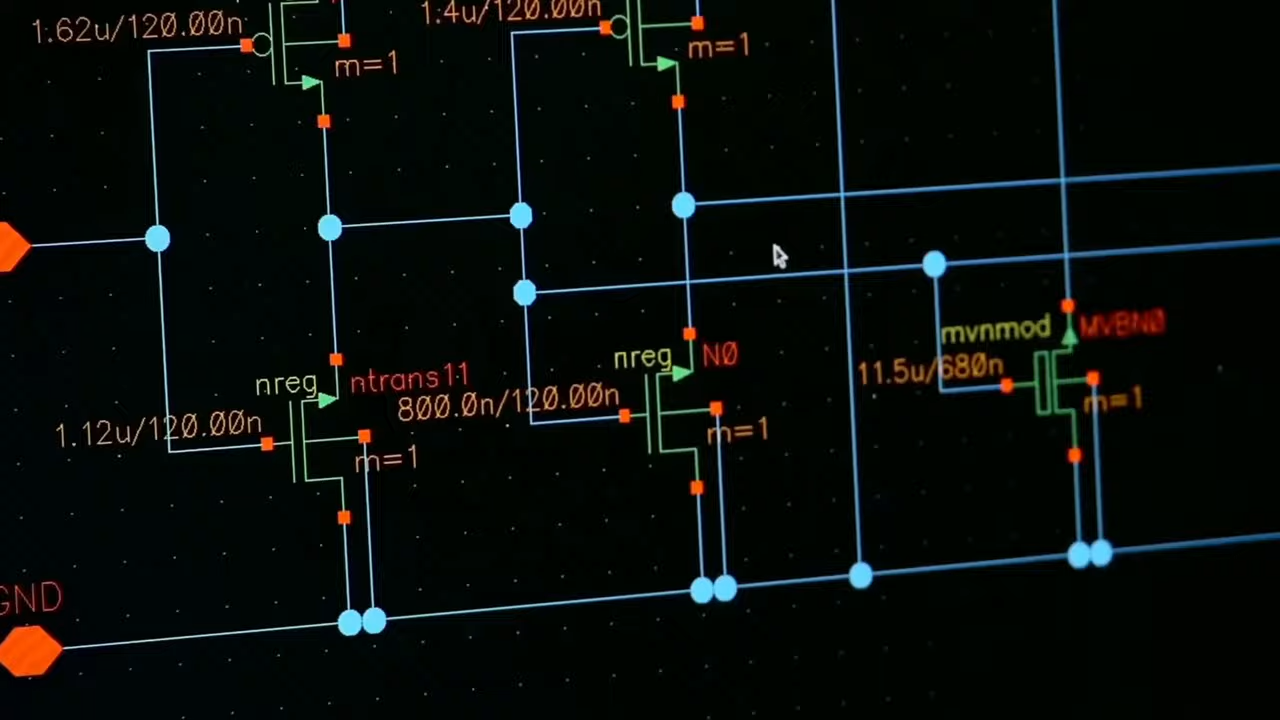 1.62u/120.00n
m=1
1.4u/120.00n
m=1
nreg
ntrans11
1.12u/120.00n
m=1
nreg
N0
800.0n/120.00n
m=1
mvnmod
MVBN0
11.5u/680n
m=1
GND